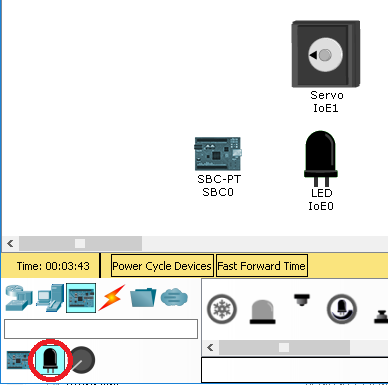 Servo
IoE1
SBC-PT
SBC0
LED
IoE0
Time: 00:03:43
Power Cycle Devices
Fast Forward Time